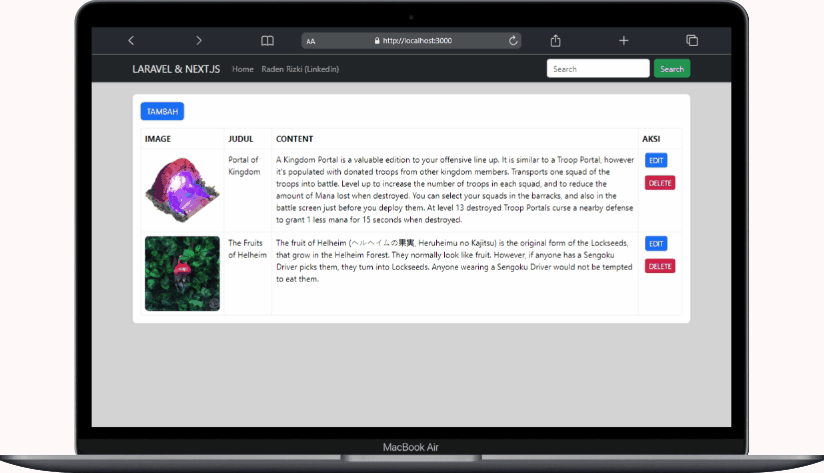 AA http://localhost:3000
LARAVEL & NEXTJS Home Raden Rizki (LinkedIn) Search Search
TAMBAH
IMAGE JUDUL CONTENT AKSI
Portal of
Kingdom
A Kingdom Portal is a valuable edition to your offensive line up. It is similar to a Troop Portal, however
it's populated with donated troops from other kingdom members. Transports one squad of the
troops into battle. Level up to increase the number of troops in each squad, and to reduce the
amount of Mana lost when destroyed. You can select your squads in the barracks, and also in the
battle screen just before you deploy them. At level 13 destroyed Troop Portals curse a nearby defense
to grant 1 less mana for 15 seconds when destroyed.
EDIT
DELETE
The Fruits
of Helheim
The fruit of Helheim (ヘルヘイムの果実, Heruheimu no Kajitsu) is the original form of the Lockseeds,
that grow in the Helheim Forest. They normally look like fruit. However, if anyone has a Sengoku
Driver picks them, they turn into Lockseeds. Anyone wearing a Sengoku Driver would not be tempted
to eat them.
EDIT
DELETE
MacBook Air